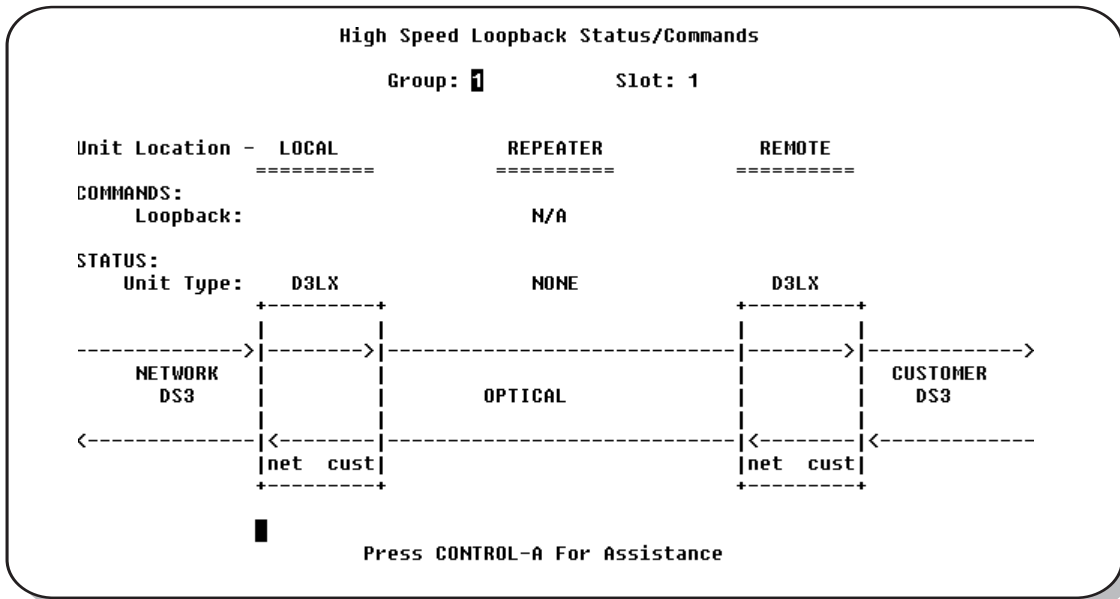 High Speed Loopback Status/Commands
Group: 1 Slot: 1
Unit Location - LOCAL REPEATER REMOTE
========== ========== ==========
COMMANDS:
Loopback: N/A
STATUS:
Unit Type: D3LX NONE D3LX
NETWORK CUSTOMER
DS3 OPTICAL DS3
net cust net cust
Press CONTROL-A For Assistance